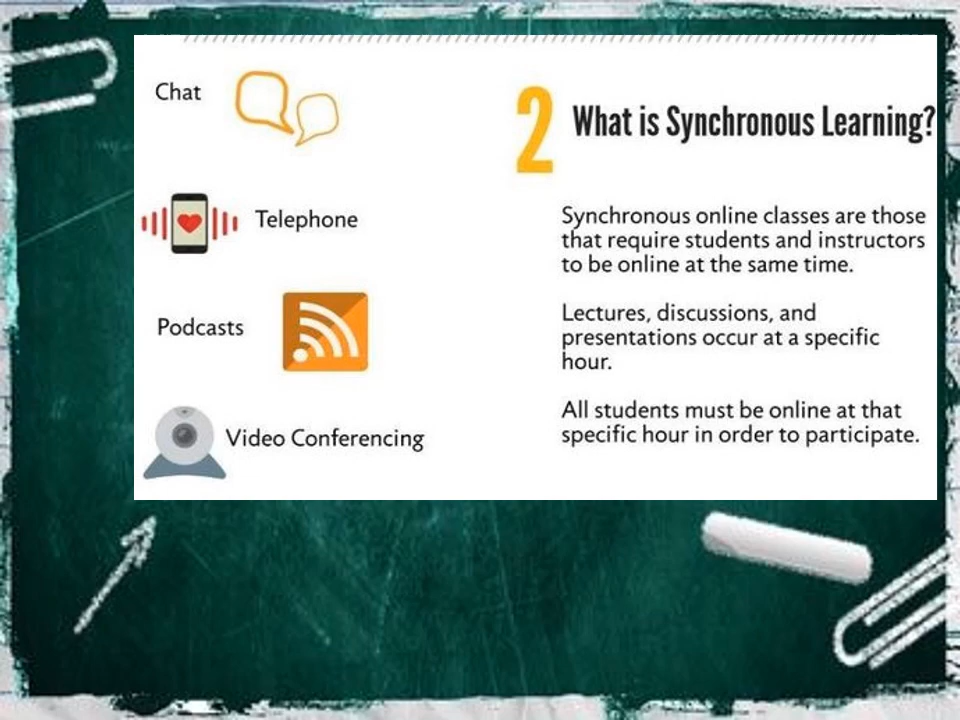 Chat
Telephone
Podcasts
Video Conferencing
2 What is Synchronous Learning?
Synchronous online classes are those
that require students and instructors
to be online at the same time.
Lectures, discussions, and
presentations occur at a specific
hour.
All students must be online at that
specific hour in order to participate.